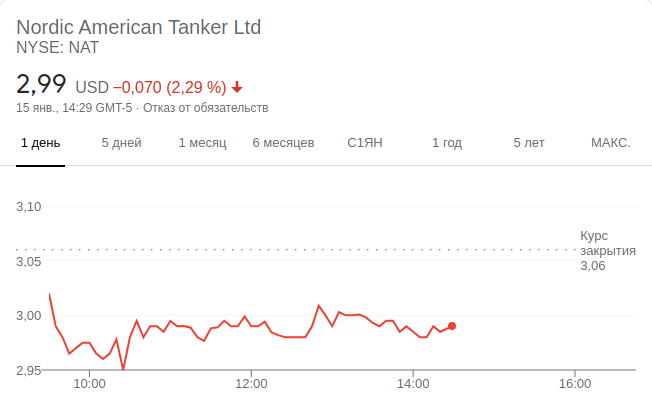 Nordic American Tanker Ltd
NYSE: NAT
2,99 USD −0,070 (2,29 %)
15 янв., 14:29 GMT-5 · Отказ от обязательств
1 день 5 дней 1 месяц 6 месяцев С1ЯН 1 год 5 лет МАКС.
3,10
Курс
закрытия
3,06
3,05
3,00
2,95
10:00 12:00 14:00 16:00